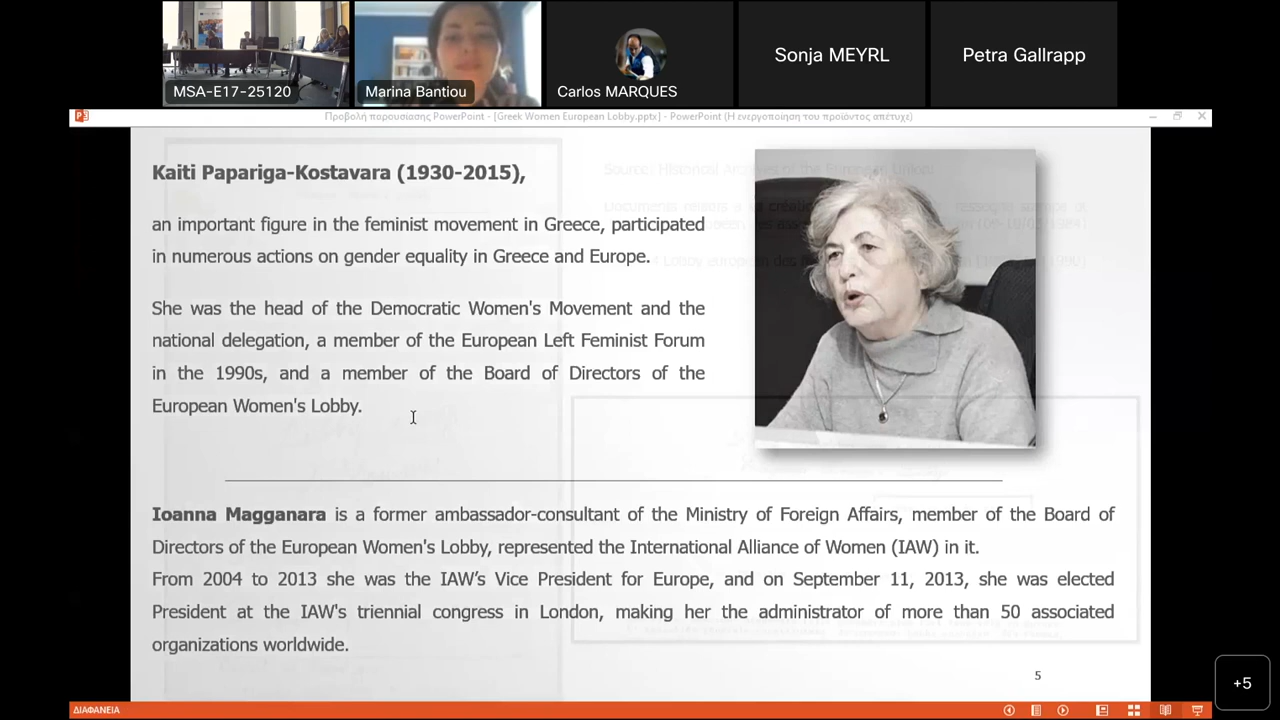 MSA-E17-25120
Marina Bantiou
Carlos MARQUES
Sonja MEYRL
Petra Gallrapp
Προβολή παρουσίασης PowerPoint - [Greek Women European Lobby.pptx] - PowerPoint (Η ενεργοποίηση του προϊόντος απέτυχε)
Kaiti Papariga-Kostavara (1930-2015),
an important figure in the feminist movement in Greece, participated
in numerous actions on gender equality in Greece and Europe.
She was the head of the Democratic Women's Movement and the
national delegation, a member of the European Left Feminist Forum
in the 1990s, and a member of the Board of Directors of the
European Women's Lobby.
Ioanna Magganara is a former ambassador-consultant of the Ministry of Foreign Affairs, member of the Board of
Directors of the European Women's Lobby, represented the International Alliance of Women (IAW) in it.
From 2004 to 2013 she was the IAW's Vice President for Europe, and on September 11, 2013, she was elected
President at the IAW's triennial congress in London, making her the administrator of more than 50 associated
organizations worldwide.
5
+5
ΔΙΑΦΑΝΕΙΑ